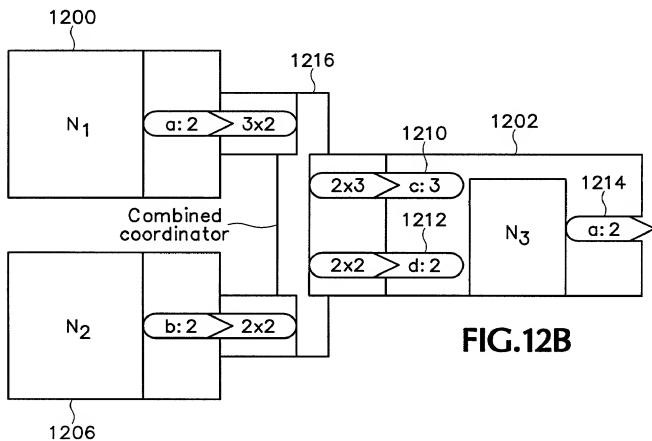 1200
1216
N1
a: 2
3x2
1210
1202
2x3
c: 3
1214
Combined
coordinator
1212
N3
a: 2
2x2
d: 2
N2
b: 2
2x2
FIG.12B
1206